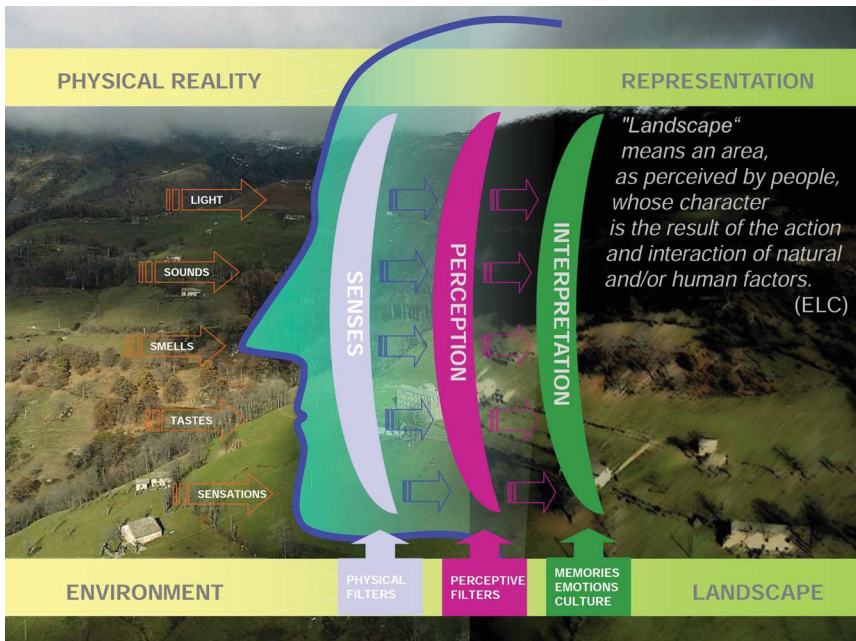 PHYSICAL REALITY
REPRESENTATION
"Landscape“
means an area,
as perceived by people,
whose character
is the result of the action
and interaction of natural
and/or human factors.
(ELC)
LIGHT
SOUNDS
SMELLS
TASTES
SENSATIONS
SENSES
PERCEPTION
INTERPRETATION
PHYSICAL
FILTERS
PERCEPTIVE
FILTERS
MEMORIES
EMOTIONS
CULTURE
ENVIRONMENT
LANDSCAPE